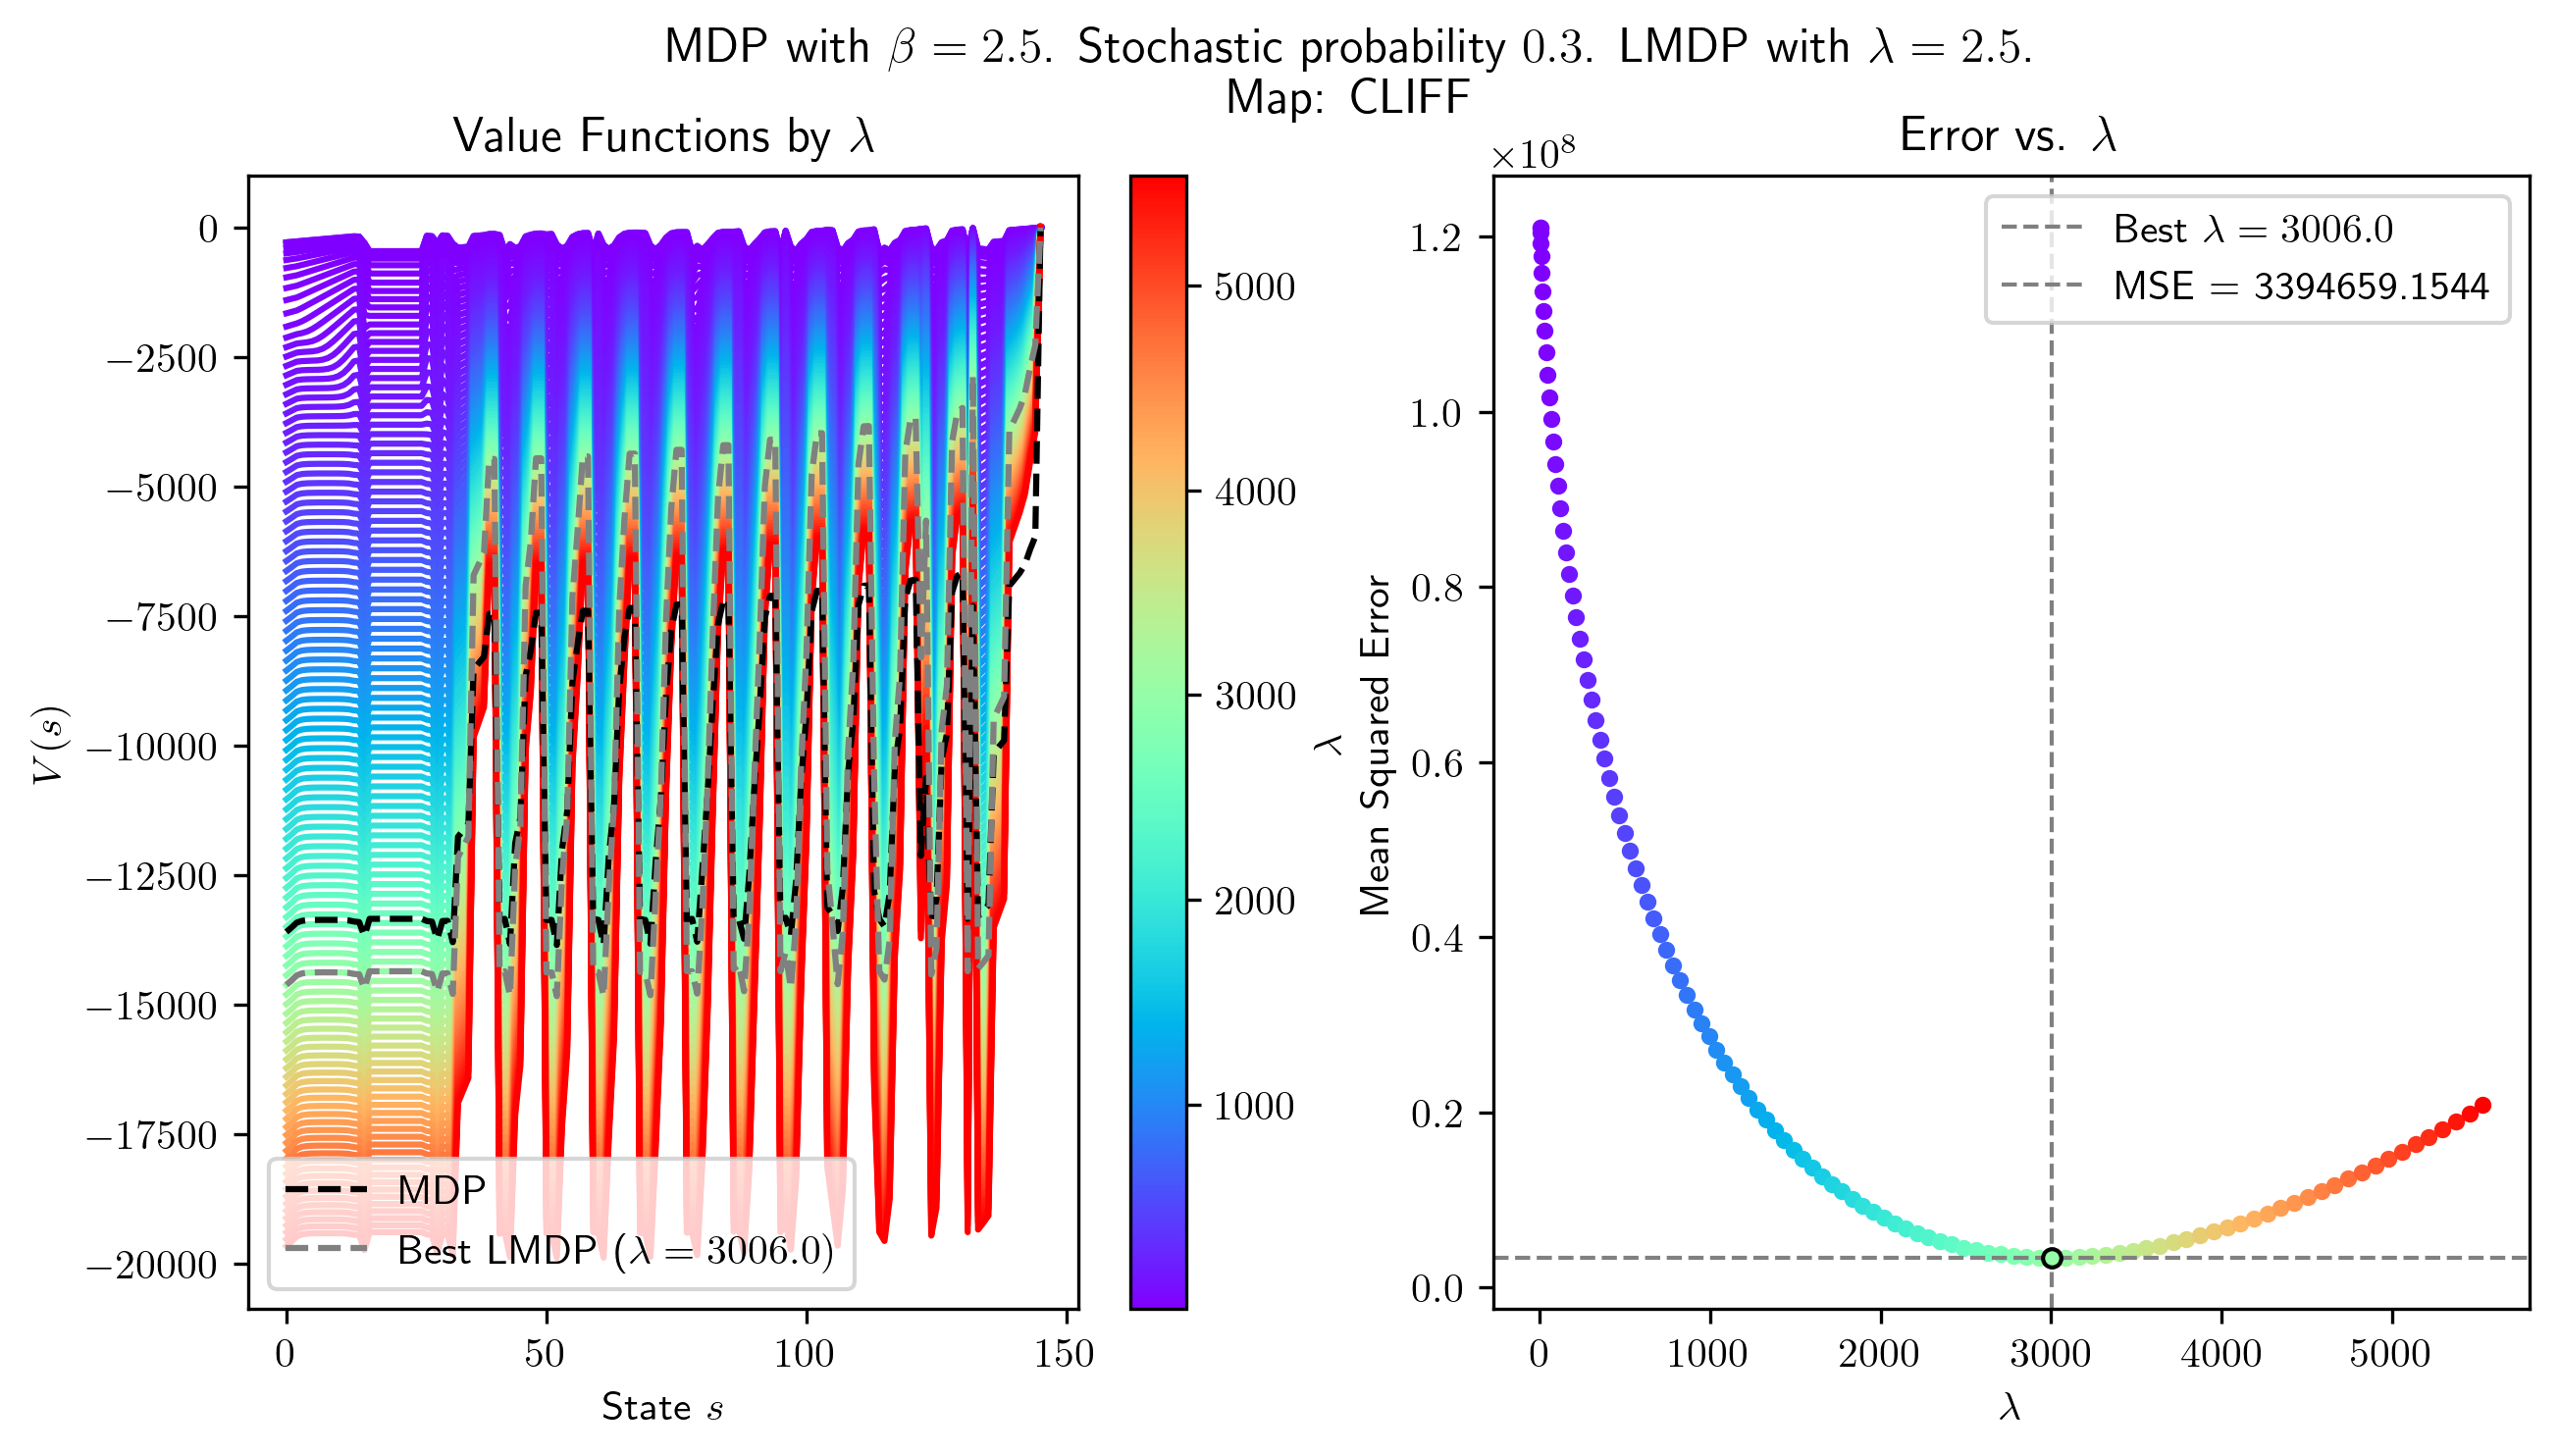 MDP with β = 2.5. Stochastic probability 0.3. LMDP with λ = 2.5.
Map: CLIFF
Value Functions by λ
0
−2500
−5000
−7500
−10000
−12500
−15000
−17500
−20000
V(s)
0 50 100 150
State s
MDP
Best LMDP (λ = 3006.0)
5000
4000
3000
2000
1000
λ
Error vs. λ
×10⁸
1.2
1.0
0.8
0.6
0.4
0.2
0.0
Mean Squared Error
0 1000 2000 3000 4000 5000
λ
Best λ = 3006.0
MSE = 3394659.1544